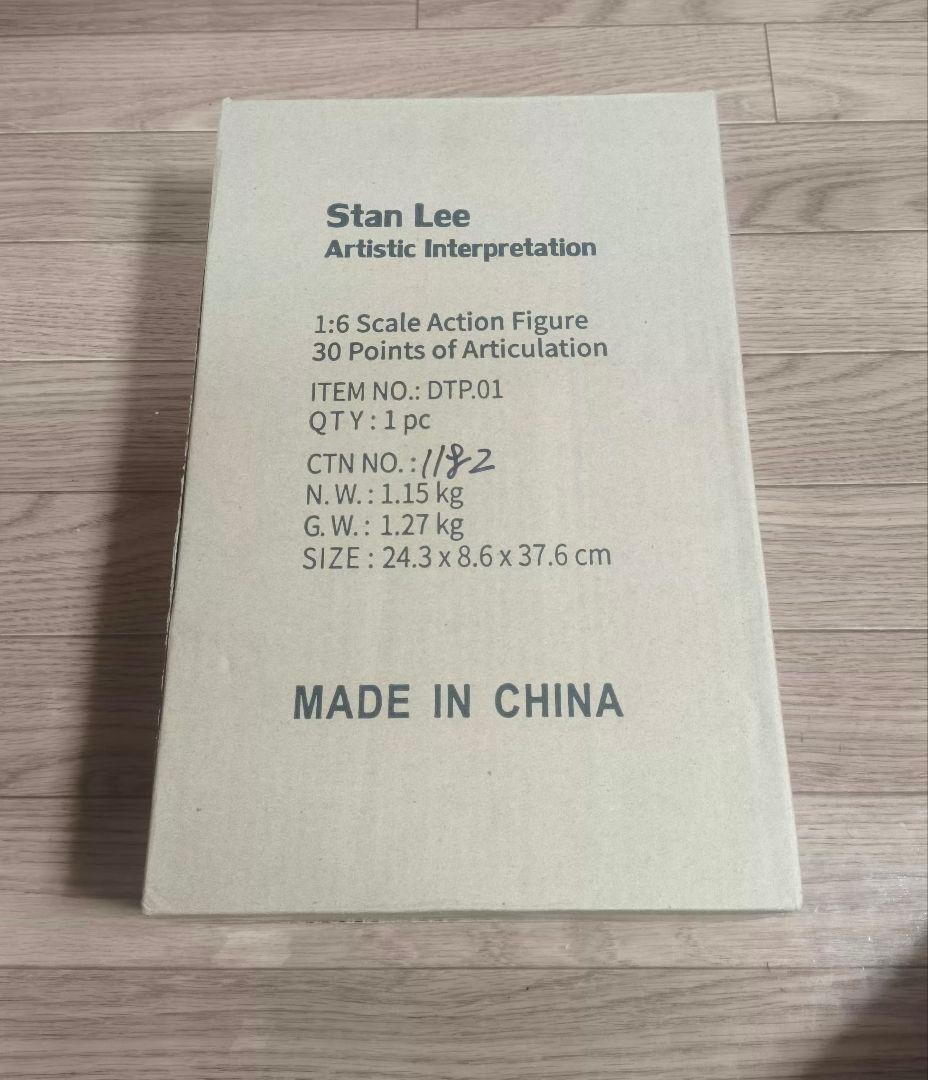 Stan Lee
Artistic Interpretation
1:6 Scale Action Figure
30 Points of Articulation
ITEM NO.: DTP.01
QTY : 1 pc
CTN NO. : 1182
N. W. : 1.15 kg
G. W. : 1.27 kg
SIZE : 24.3 x 8.6 x 37.6 cm
MADE IN CHINA